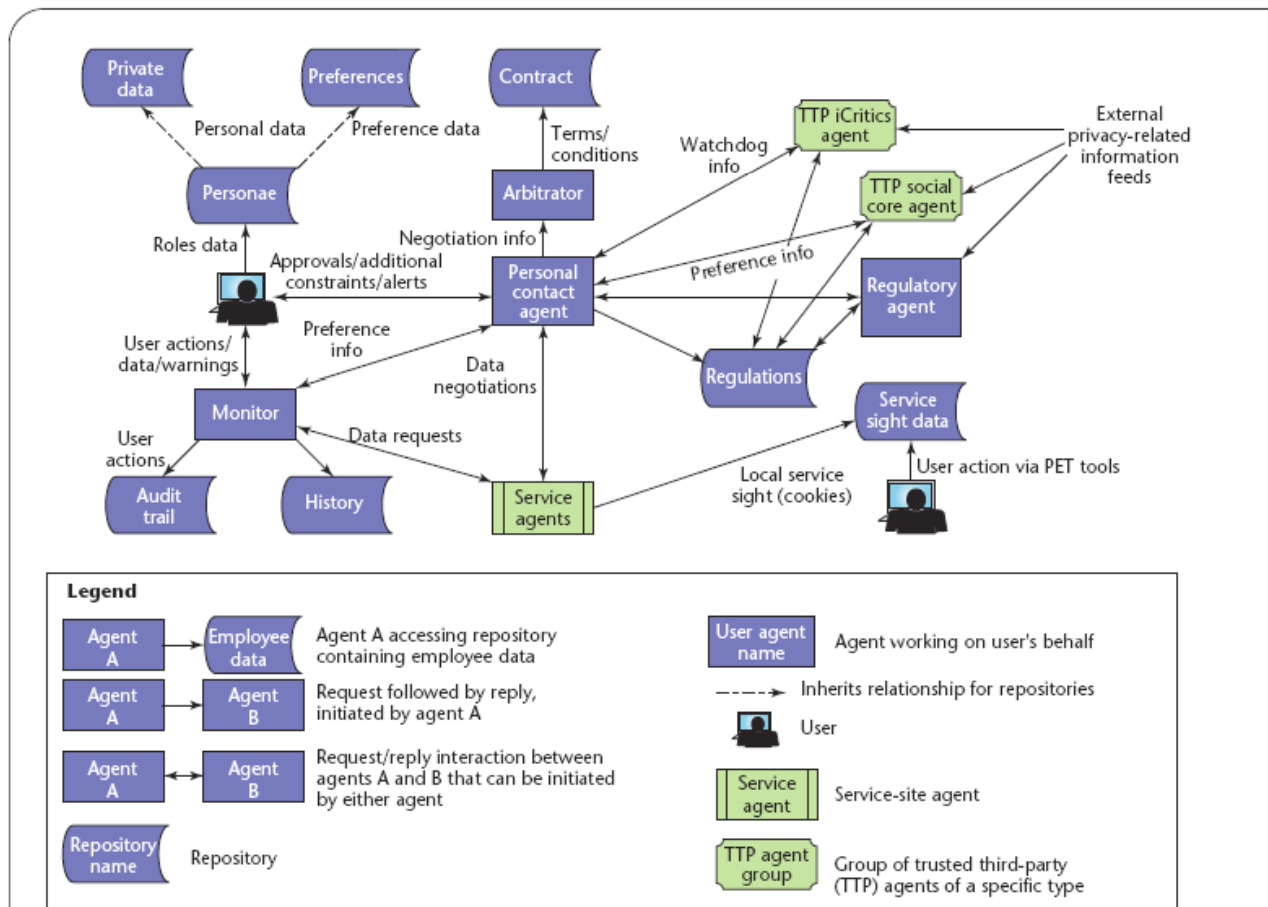 Private
data
Preferences
Contract
Personal data
Preference data
Terms/
conditions
TTP iCritics
agent
External
privacy-related
information
feeds
Watchdog
info
Personae
Arbitrator
TTP social
core agent
Roles data
Negotiation info
Approvals/additional
constraints/alerts
Personal
contact
agent
Preference info
Regulatory
agent
User actions/
data/warnings
Preference
info
Data
negotiations
Regulations
Monitor
Service
sight data
User
actions
Data requests
Local service
sight (cookies)
User action via PET tools
Audit
trail
History
Service
agents
Legend
Agent
A
Employee
data
Agent A accessing repository
containing employee data
Agent
A
Agent
B
Request followed by reply,
initiated by agent A
Agent
A
Agent
B
Request/reply interaction between
agents A and B that can be initiated
by either agent
Repository
name
Repository
User agent
name
Agent working on user's behalf
Inherits relationship for repositories
User
Service
agent
Service-site agent
TTP agent
group
Group of trusted third-party
(TTP) agents of a specific type